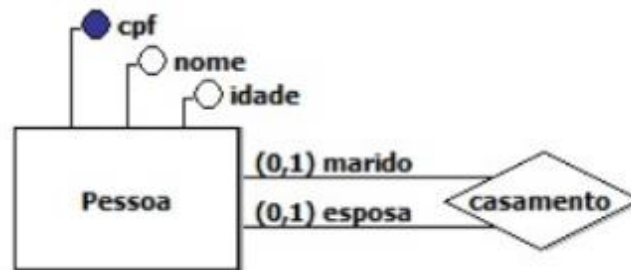 cpf
nome
idade
(0,1) marido
Pessoa
(0,1) esposa
casamento